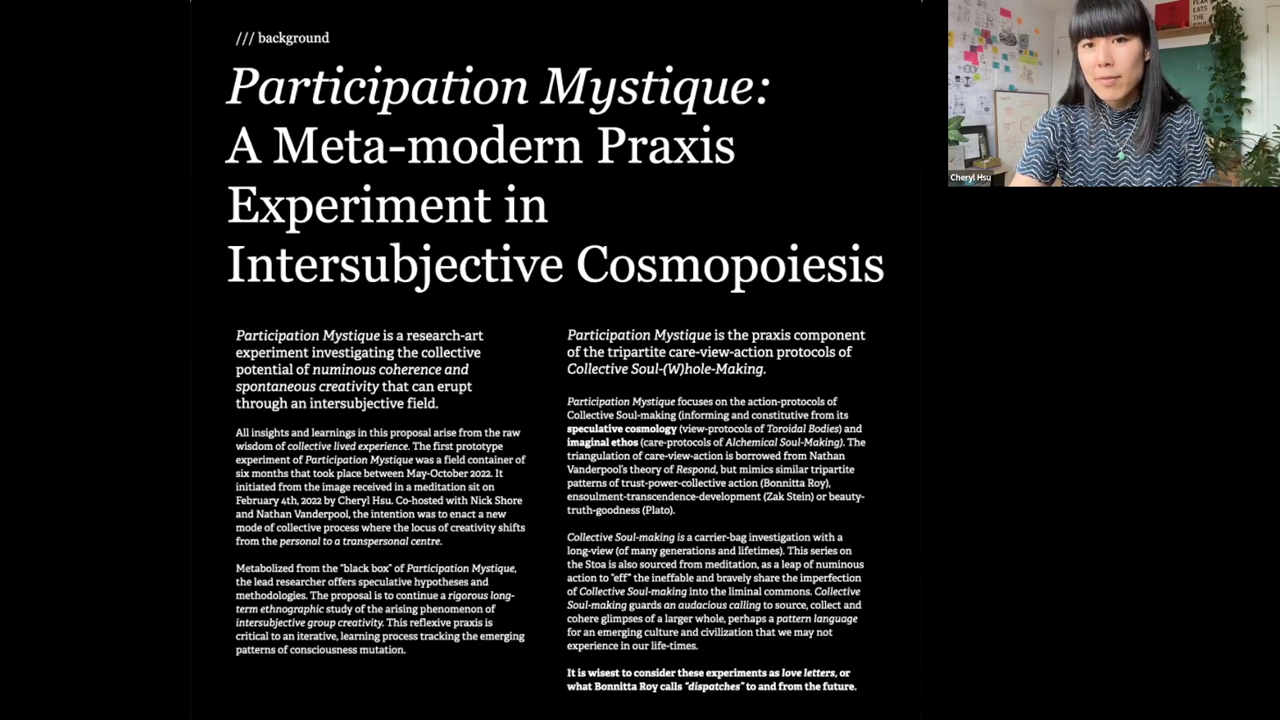 /// background
Participation Mystique:
A Meta-modern Praxis
Experiment in
Intersubjective Cosmopoiesis
Participation Mystique is a research-art
experiment investigating the collective
potential of numinous coherence and
spontaneous creativity that can erupt
through an intersubjective field.
All insights and learnings in this proposal arise from the raw
wisdom of collective lived experience. The first prototype
experiment of Participation Mystique was a field container of
six months that took place between May-October 2022. It
initiated from the image received in a meditation sit on
February 4th, 2022 by Cheryl Hsu. Co-hosted with Nick Shore
and Nathan Vanderpool, the intention was to enact a new
mode of collective process where the locus of creativity shifts
from the personal to a transpersonal centre.
Metabolized from the “black box” of Participation Mystique,
the lead researcher offers speculative hypotheses and
methodologies. The proposal is to continue a rigorous long-
term ethnographic study of the arising phenomenon of
intersubjective group creativity. This reflexive praxis is
critical to an iterative, learning process tracking the emerging
patterns of consciousness mutation.
Participation Mystique is the praxis component
of the tripartite care-view-action protocols of
Collective Soul-(W)hole-Making.
Participation Mystique focuses on the action-protocols of
Collective Soul-making (informing and constitutive from its
speculative cosmology (view-protocols of Toroidal Bodies) and
imaginal ethos (care-protocols of Alchemical Soul-Making). The
triangulation of care-view-action is borrowed from Nathan
Vanderpool's theory of Respond, but mimics similar tripartite
patterns of trust-power-collective action (Bonnitta Roy),
ensoulment-transcendence-development (Zak Stein) or beauty-
truth-goodness (Plato).
Collective Soul-making is a carrier-bag investigation with a
long-view (of many generations and lifetimes). This series on
the Stoa is also sourced from meditation, as a leap of numinous
action to “eff” the ineffable and bravely share the imperfection
of Collective Soul-making into the liminal commons. Collective
Soul-making guards an audacious calling to source, collect and
cohere glimpses of a larger whole, perhaps a pattern language
for an emerging culture and civilization that we may not
experience in our life-times.
It is wisest to consider these experiments as love letters, or
what Bonnitta Roy calls “dispatches” to and from the future.
FEAR
EATS
THE
SOUL
Cheryl Hsu